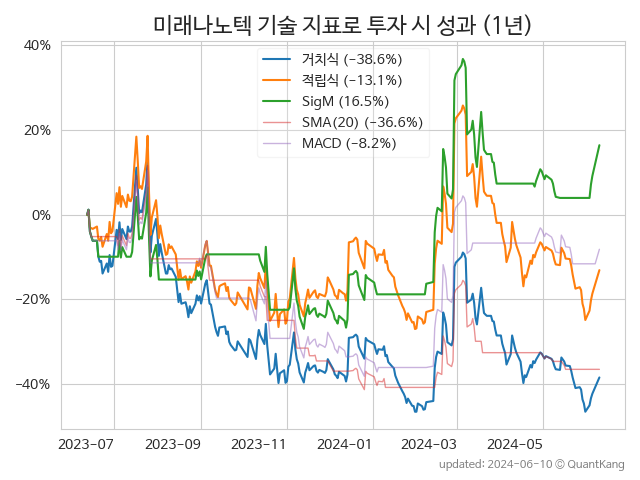 미래나노텍 기술 지표로 투자 시 성과 (1년)
거치식 (−38.6%)
적립식 (−13.1%)
SigM (16.5%)
SMA(20) (−36.6%)
MACD (−8.2%)
40%
20%
0%
−20%
−40%
2023-07 2023-09 2023-11 2024-01 2024-03 2024-05
updated: 2024-06-10 © QuantKang